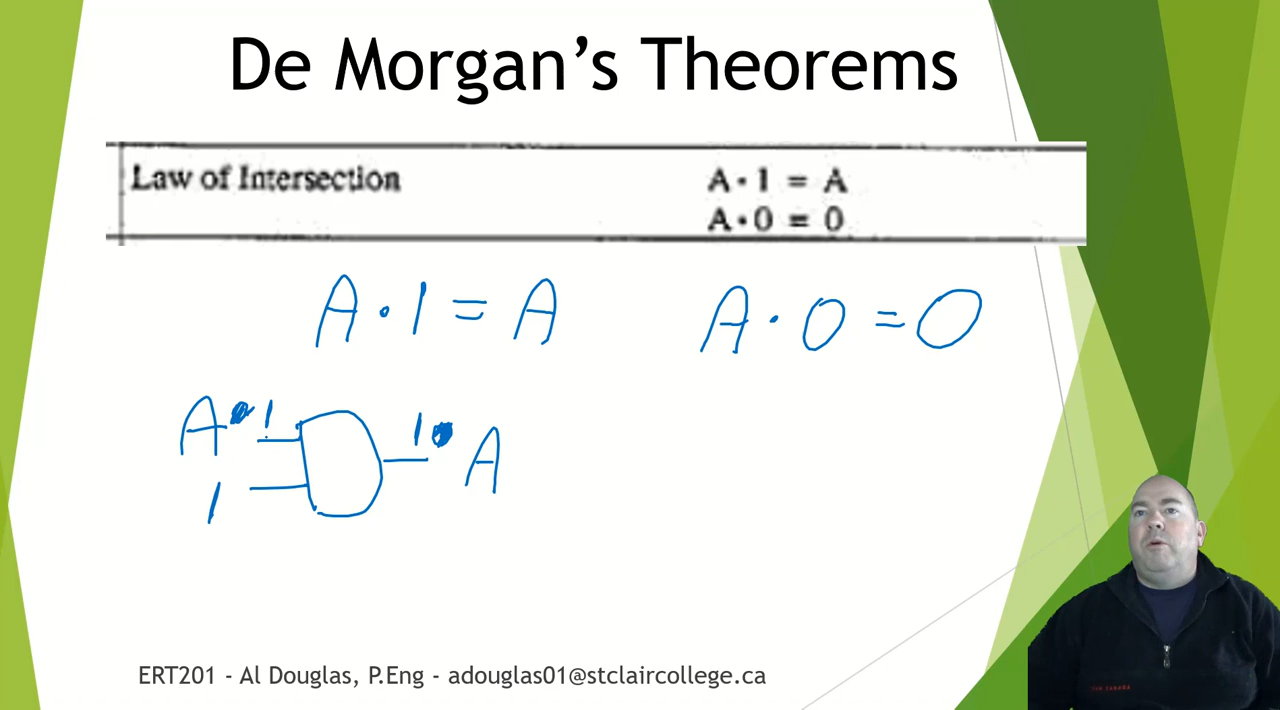 De Morgan's Theorems
Law of Intersection A • 1 = A
A • 0 = 0
A · 1 = A A · 0 = 0
A 1 1 A
1
ERT201 - Al Douglas, P.Eng - adouglas01@stclaircollege.ca